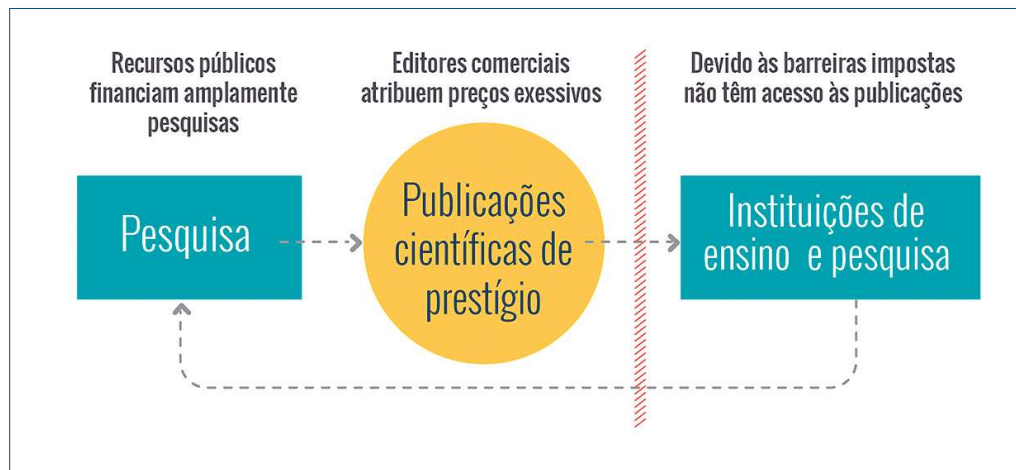 Recursos públicos
financiam amplamente
pesquisas
Editores comerciais
atribuem preços exessivos
Devido às barreiras impostas
não têm acesso às publicações
Pesquisa
Publicações
científicas de
prestígio
Instituições de
ensino e pesquisa